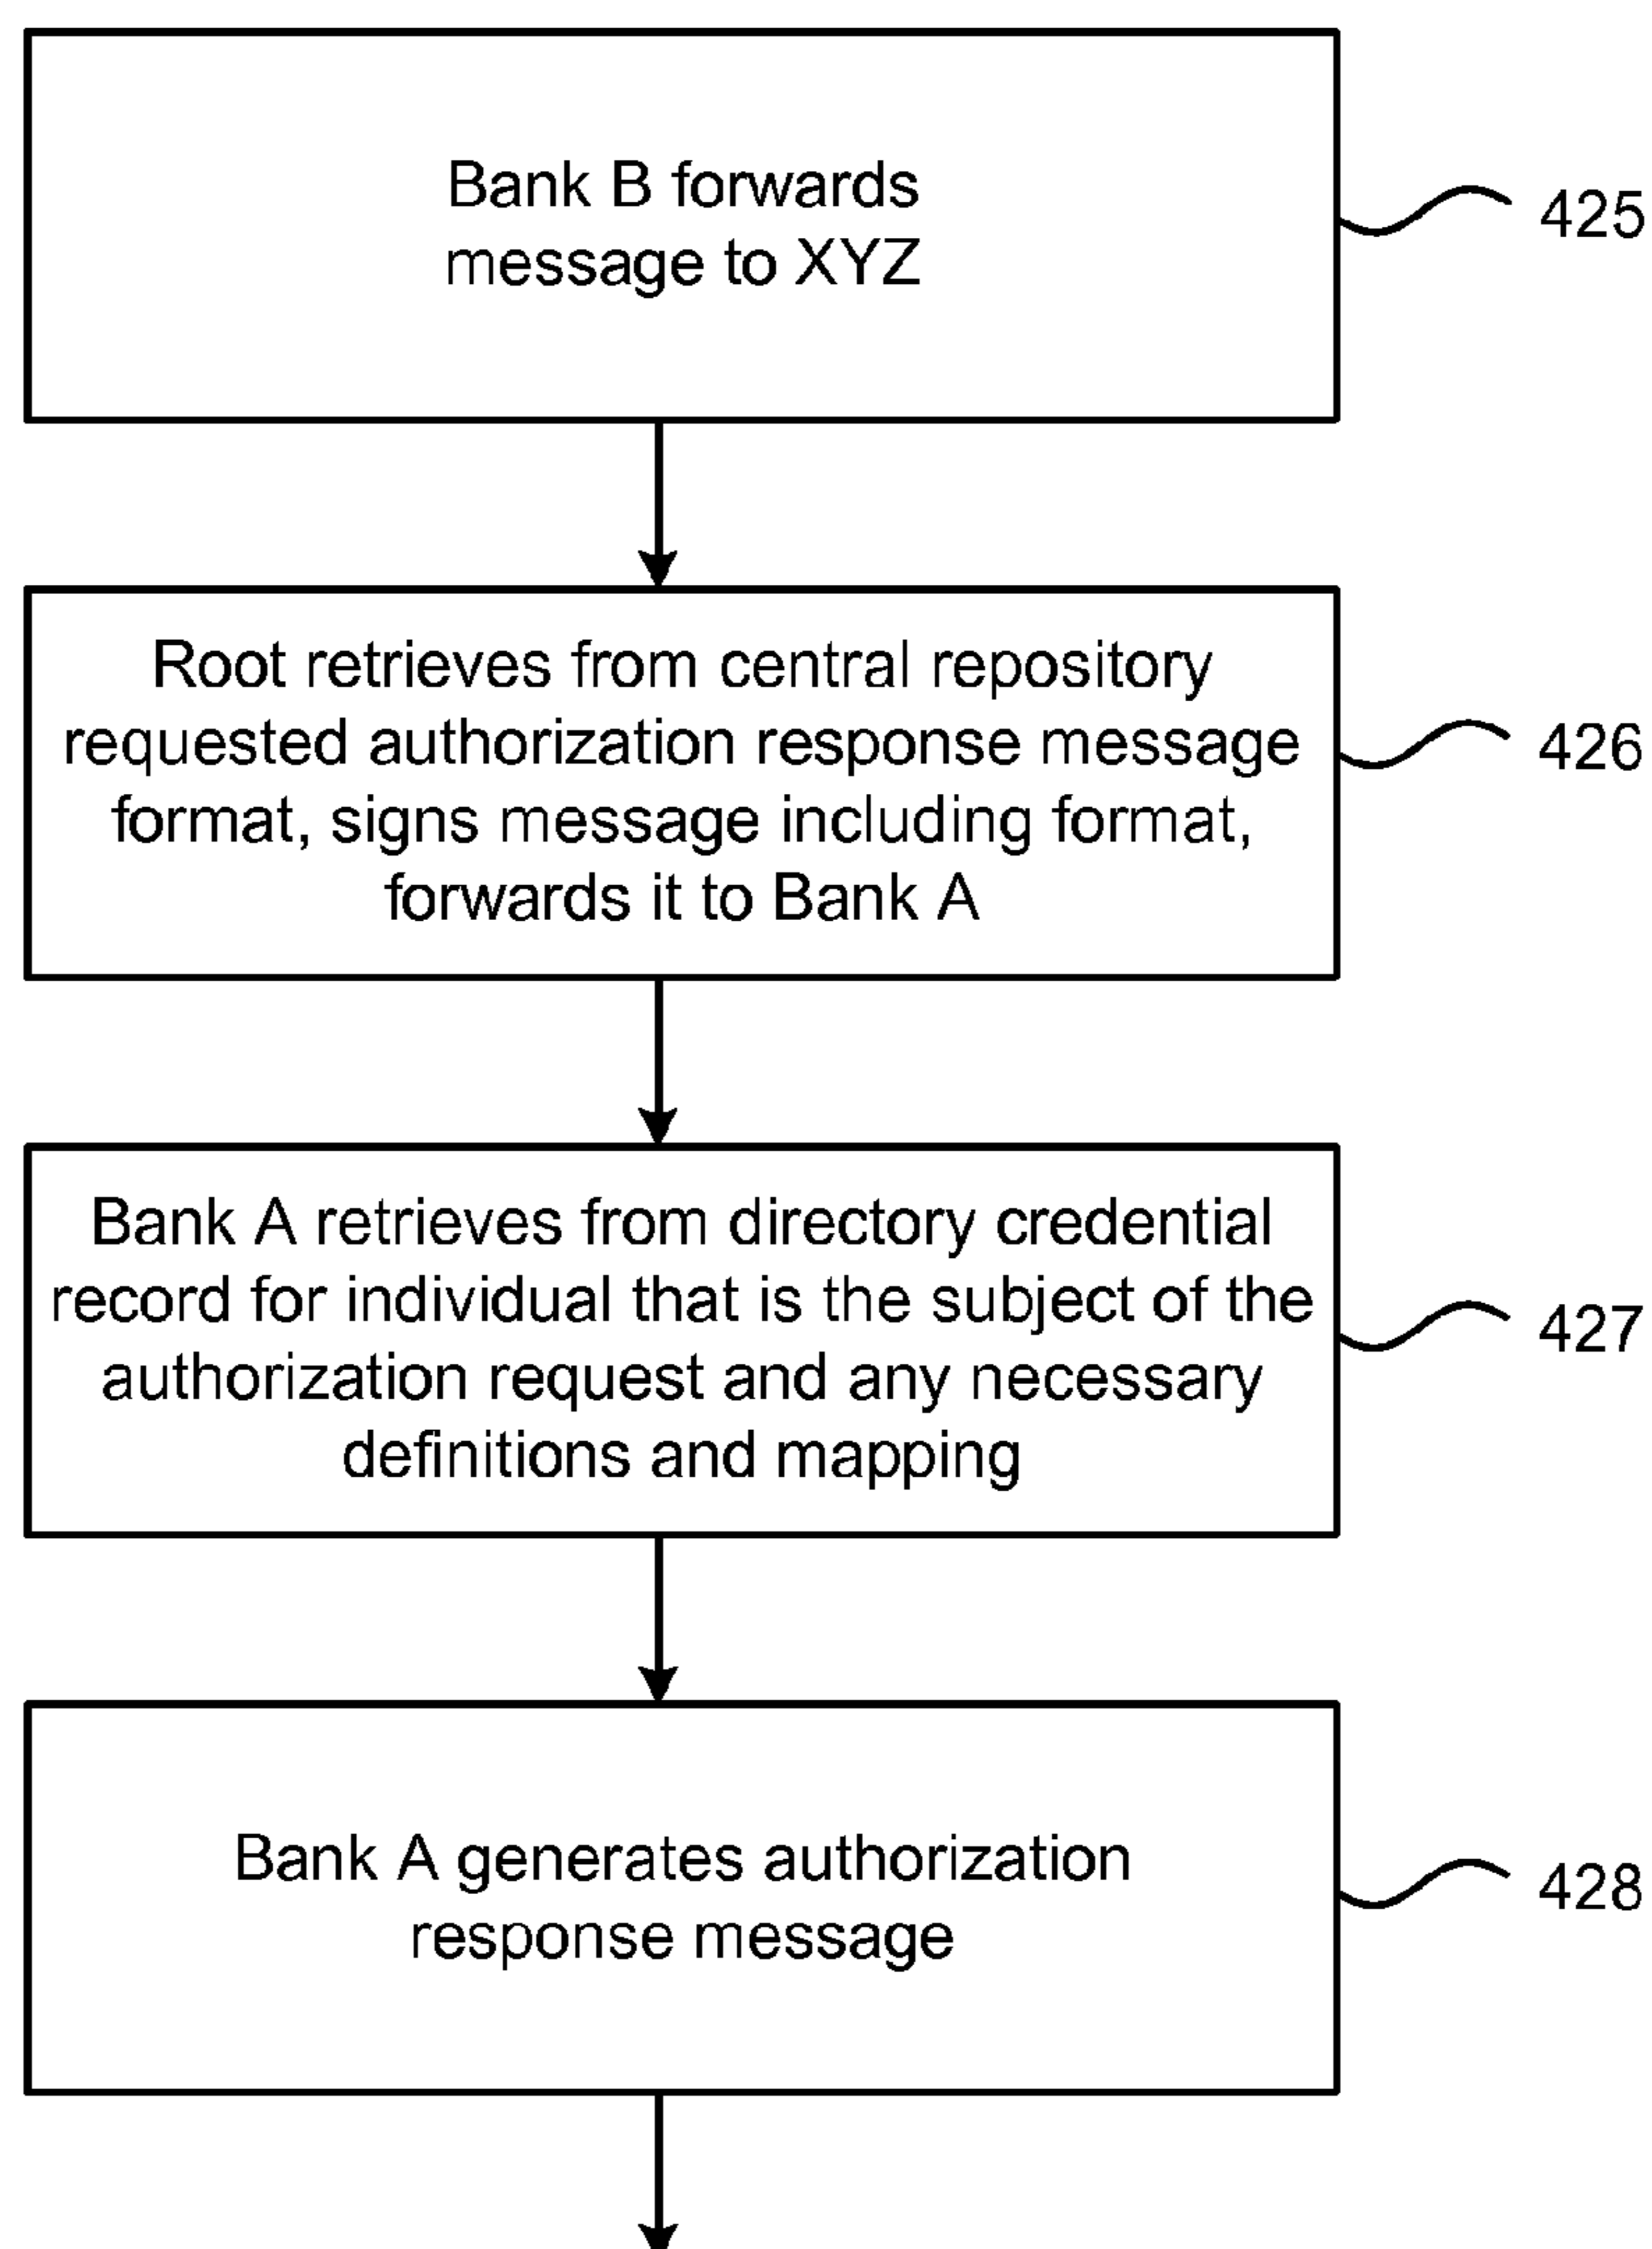 Bank B forwards
message to XYZ
425
Root retrieves from central repository
requested authorization response message
format, signs message including format,
forwards it to Bank A
426
Bank A retrieves from directory credential
record for individual that is the subject of the
authorization request and any necessary
definitions and mapping
427
Bank A generates authorization
response message
428